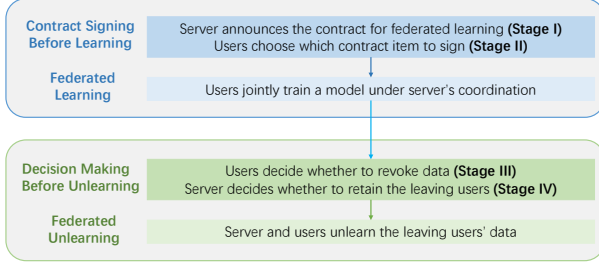 Contract Signing
Before Learning
Server announces the contract for federated learning (Stage I)
Users choose which contract item to sign (Stage II)
Federated
Learning
Users jointly train a model under server's coordination
Decision Making
Before Unlearning
Users decide whether to revoke data (Stage III)
Server decides whether to retain the leaving users (Stage IV)
Federated
Unlearning
Server and users unlearn the leaving users' data